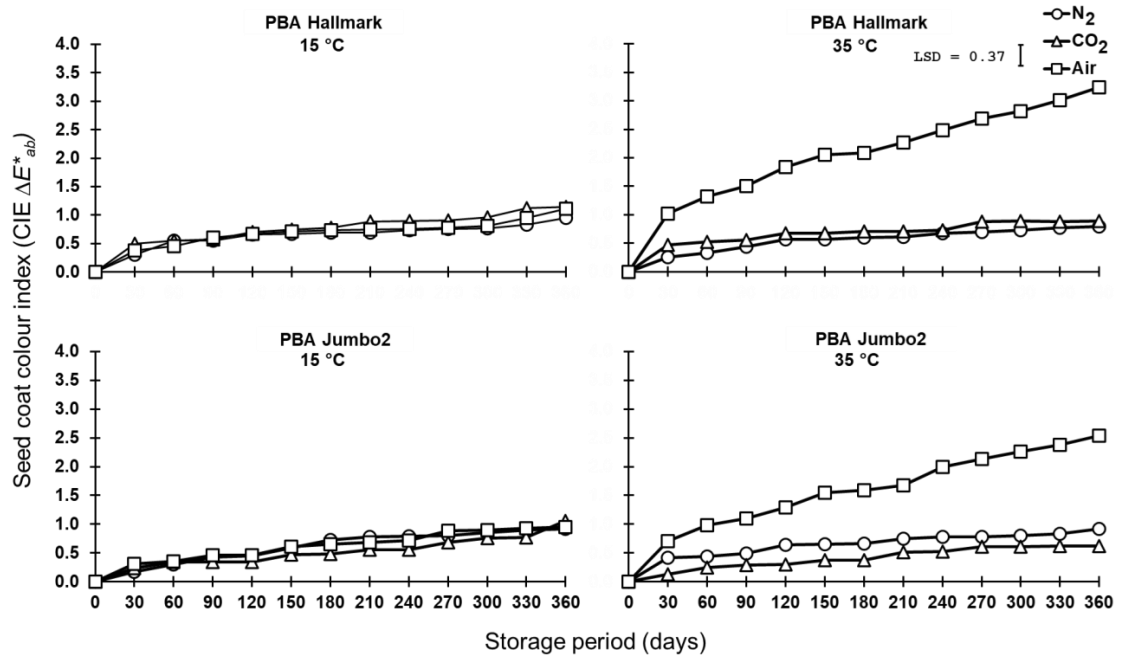 PBA Hallmark
15 °C
PBA Hallmark
35 °C
N2
CO2
Air
LSD = 0.37
4.0
3.5
3.0
2.5
2.0
1.5
1.0
0.5
0.0
PBA Jumbo2
15 °C
PBA Jumbo2
35 °C
4.0
3.5
3.0
2.5
2.0
1.5
1.0
0.5
0.0
0 30 60 90 120 150 180 210 240 270 300 330 360
0 30 60 90 120 150 180 210 240 270 300 330 360
Seed coat colour index (CIE ΔE*ab)
Storage period (days)